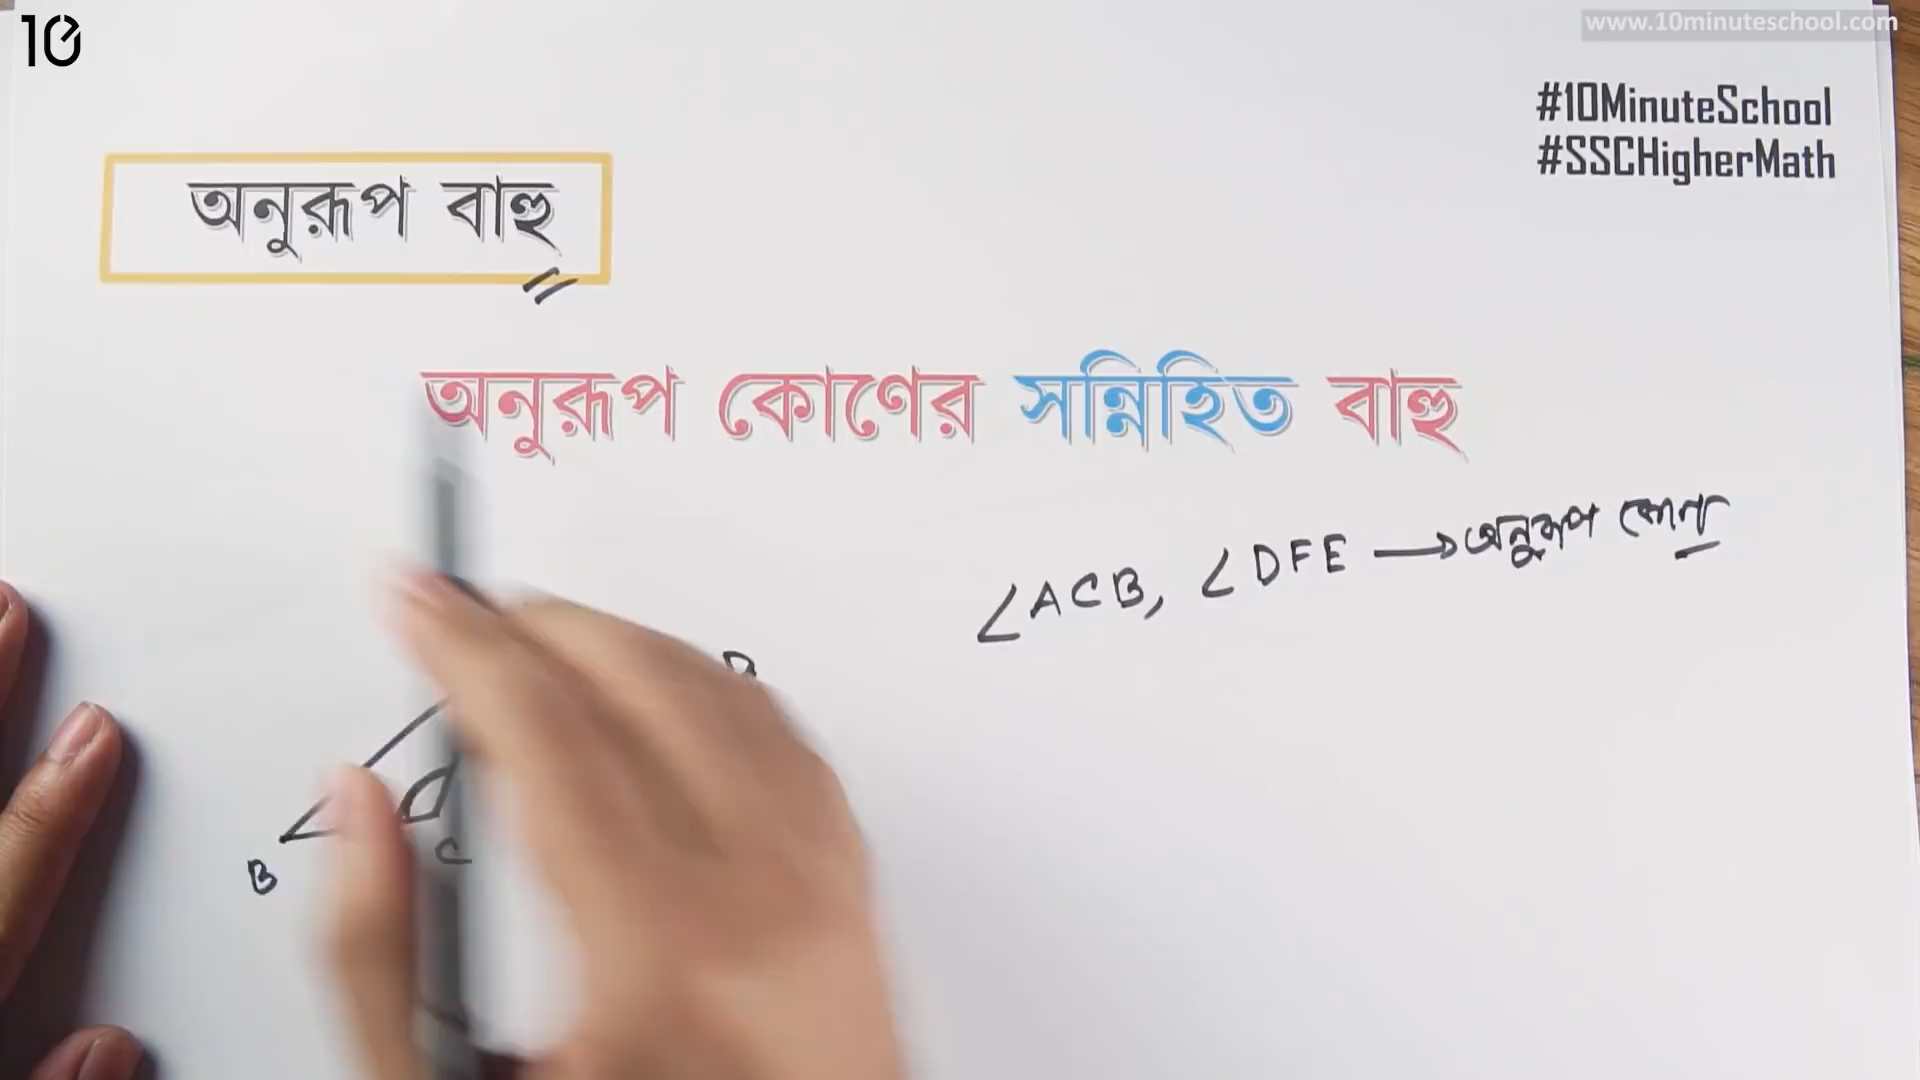 10
www.10minuteschool.com
#10MinuteSchool
#SSCHigherMath
অনুরূপ বাহু
অনুরূপ কোণের সন্নিহিত বাহু
∠ACB, ∠DFE → অনুরূপ কোণ
B
C